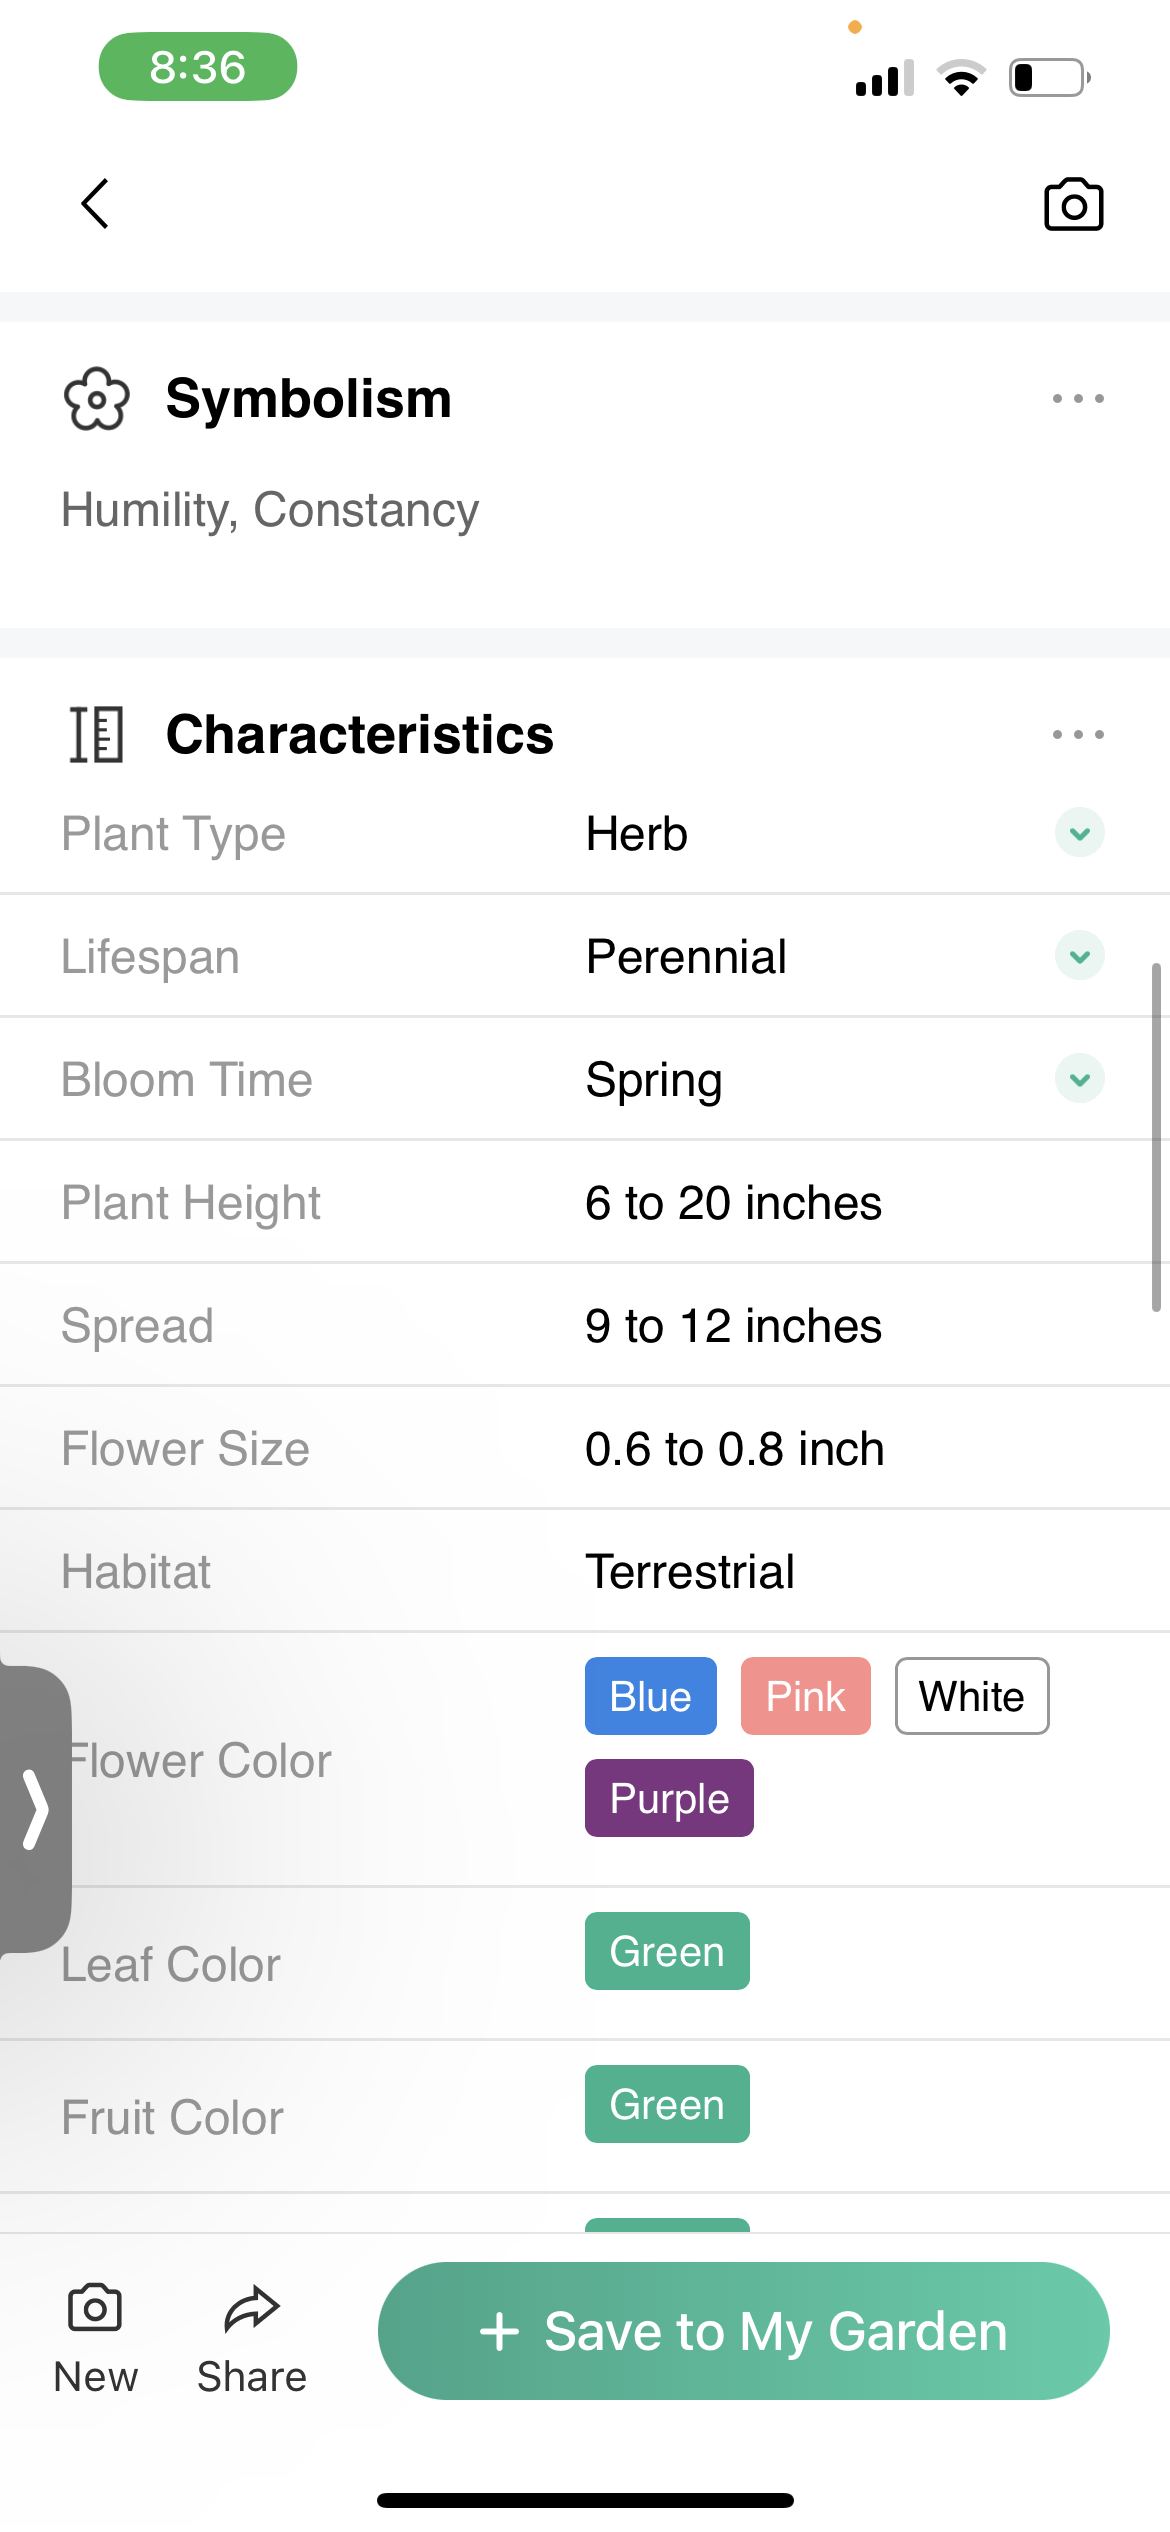 8:36
Symbolism
Humility, Constancy
Characteristics
Plant Type Herb
Lifespan Perennial
Bloom Time Spring
Plant Height 6 to 20 inches
Spread 9 to 12 inches
Flower Size 0.6 to 0.8 inch
Habitat Terrestrial
Flower Color Blue Pink White
Purple
Leaf Color Green
Fruit Color Green
+ Save to My Garden
New Share